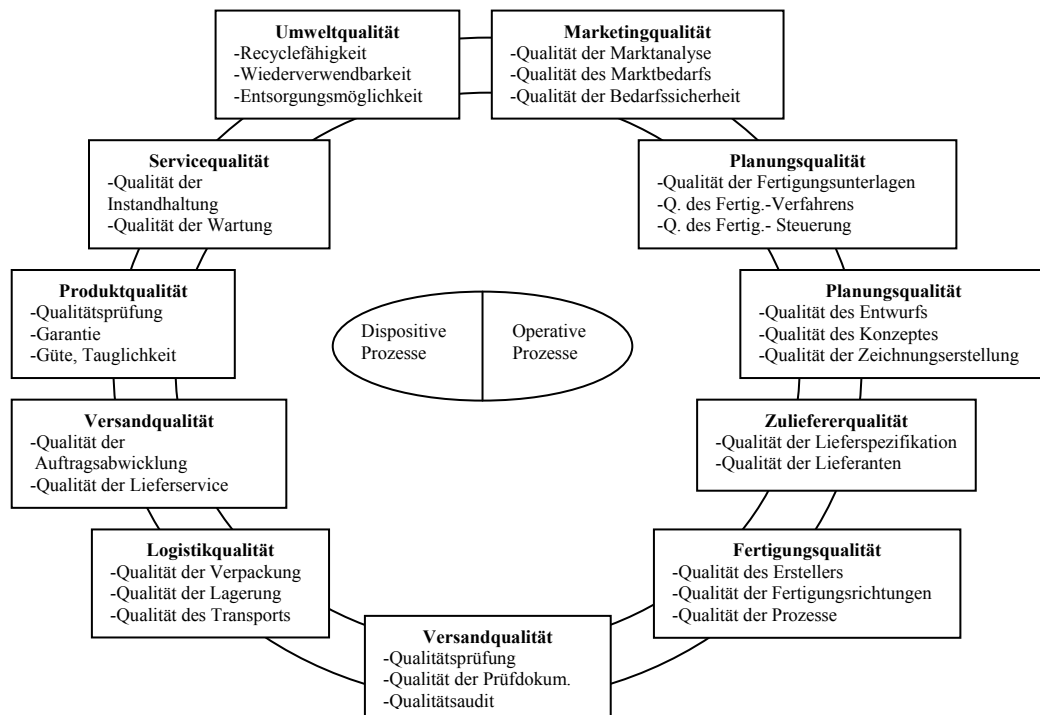 Umweltqualität
-Recyclefähigkeit
-Wiederverwendbarkeit
-Entsorgungsmöglichkeit
Marketingqualität
-Qualität der Marktanalyse
-Qualität des Marktbedarfs
-Qualität der Bedarfssicherheit
Servicequalität
-Qualität der
Instandhaltung
-Qualität der Wartung
Planungsqualität
-Qualität der Fertigungsunterlagen
-Q. des Fertig.-Verfahrens
-Q. des Fertig.- Steuerung
Produktqualität
-Qualitätsprüfung
-Garantie
-Güte, Tauglichkeit
Dispositive
Prozesse
Operative
Prozesse
Planungsqualität
-Qualität des Entwurfs
-Qualität des Konzeptes
-Qualität der Zeichnungserstellung
Versandqualität
-Qualität der
Auftragsabwicklung
-Qualität der Lieferservice
Zuliefererqualität
-Qualität der Lieferspezifikation
-Qualität der Lieferanten
Logistikqualität
-Qualität der Verpackung
-Qualität der Lagerung
-Qualität des Transports
Fertigungsqualität
-Qualität des Erstellers
-Qualität der Fertigungsrichtungen
-Qualität der Prozesse
Versandqualität
-Qualitätsprüfung
-Qualität der Prüfdokum.
-Qualitätsaudit